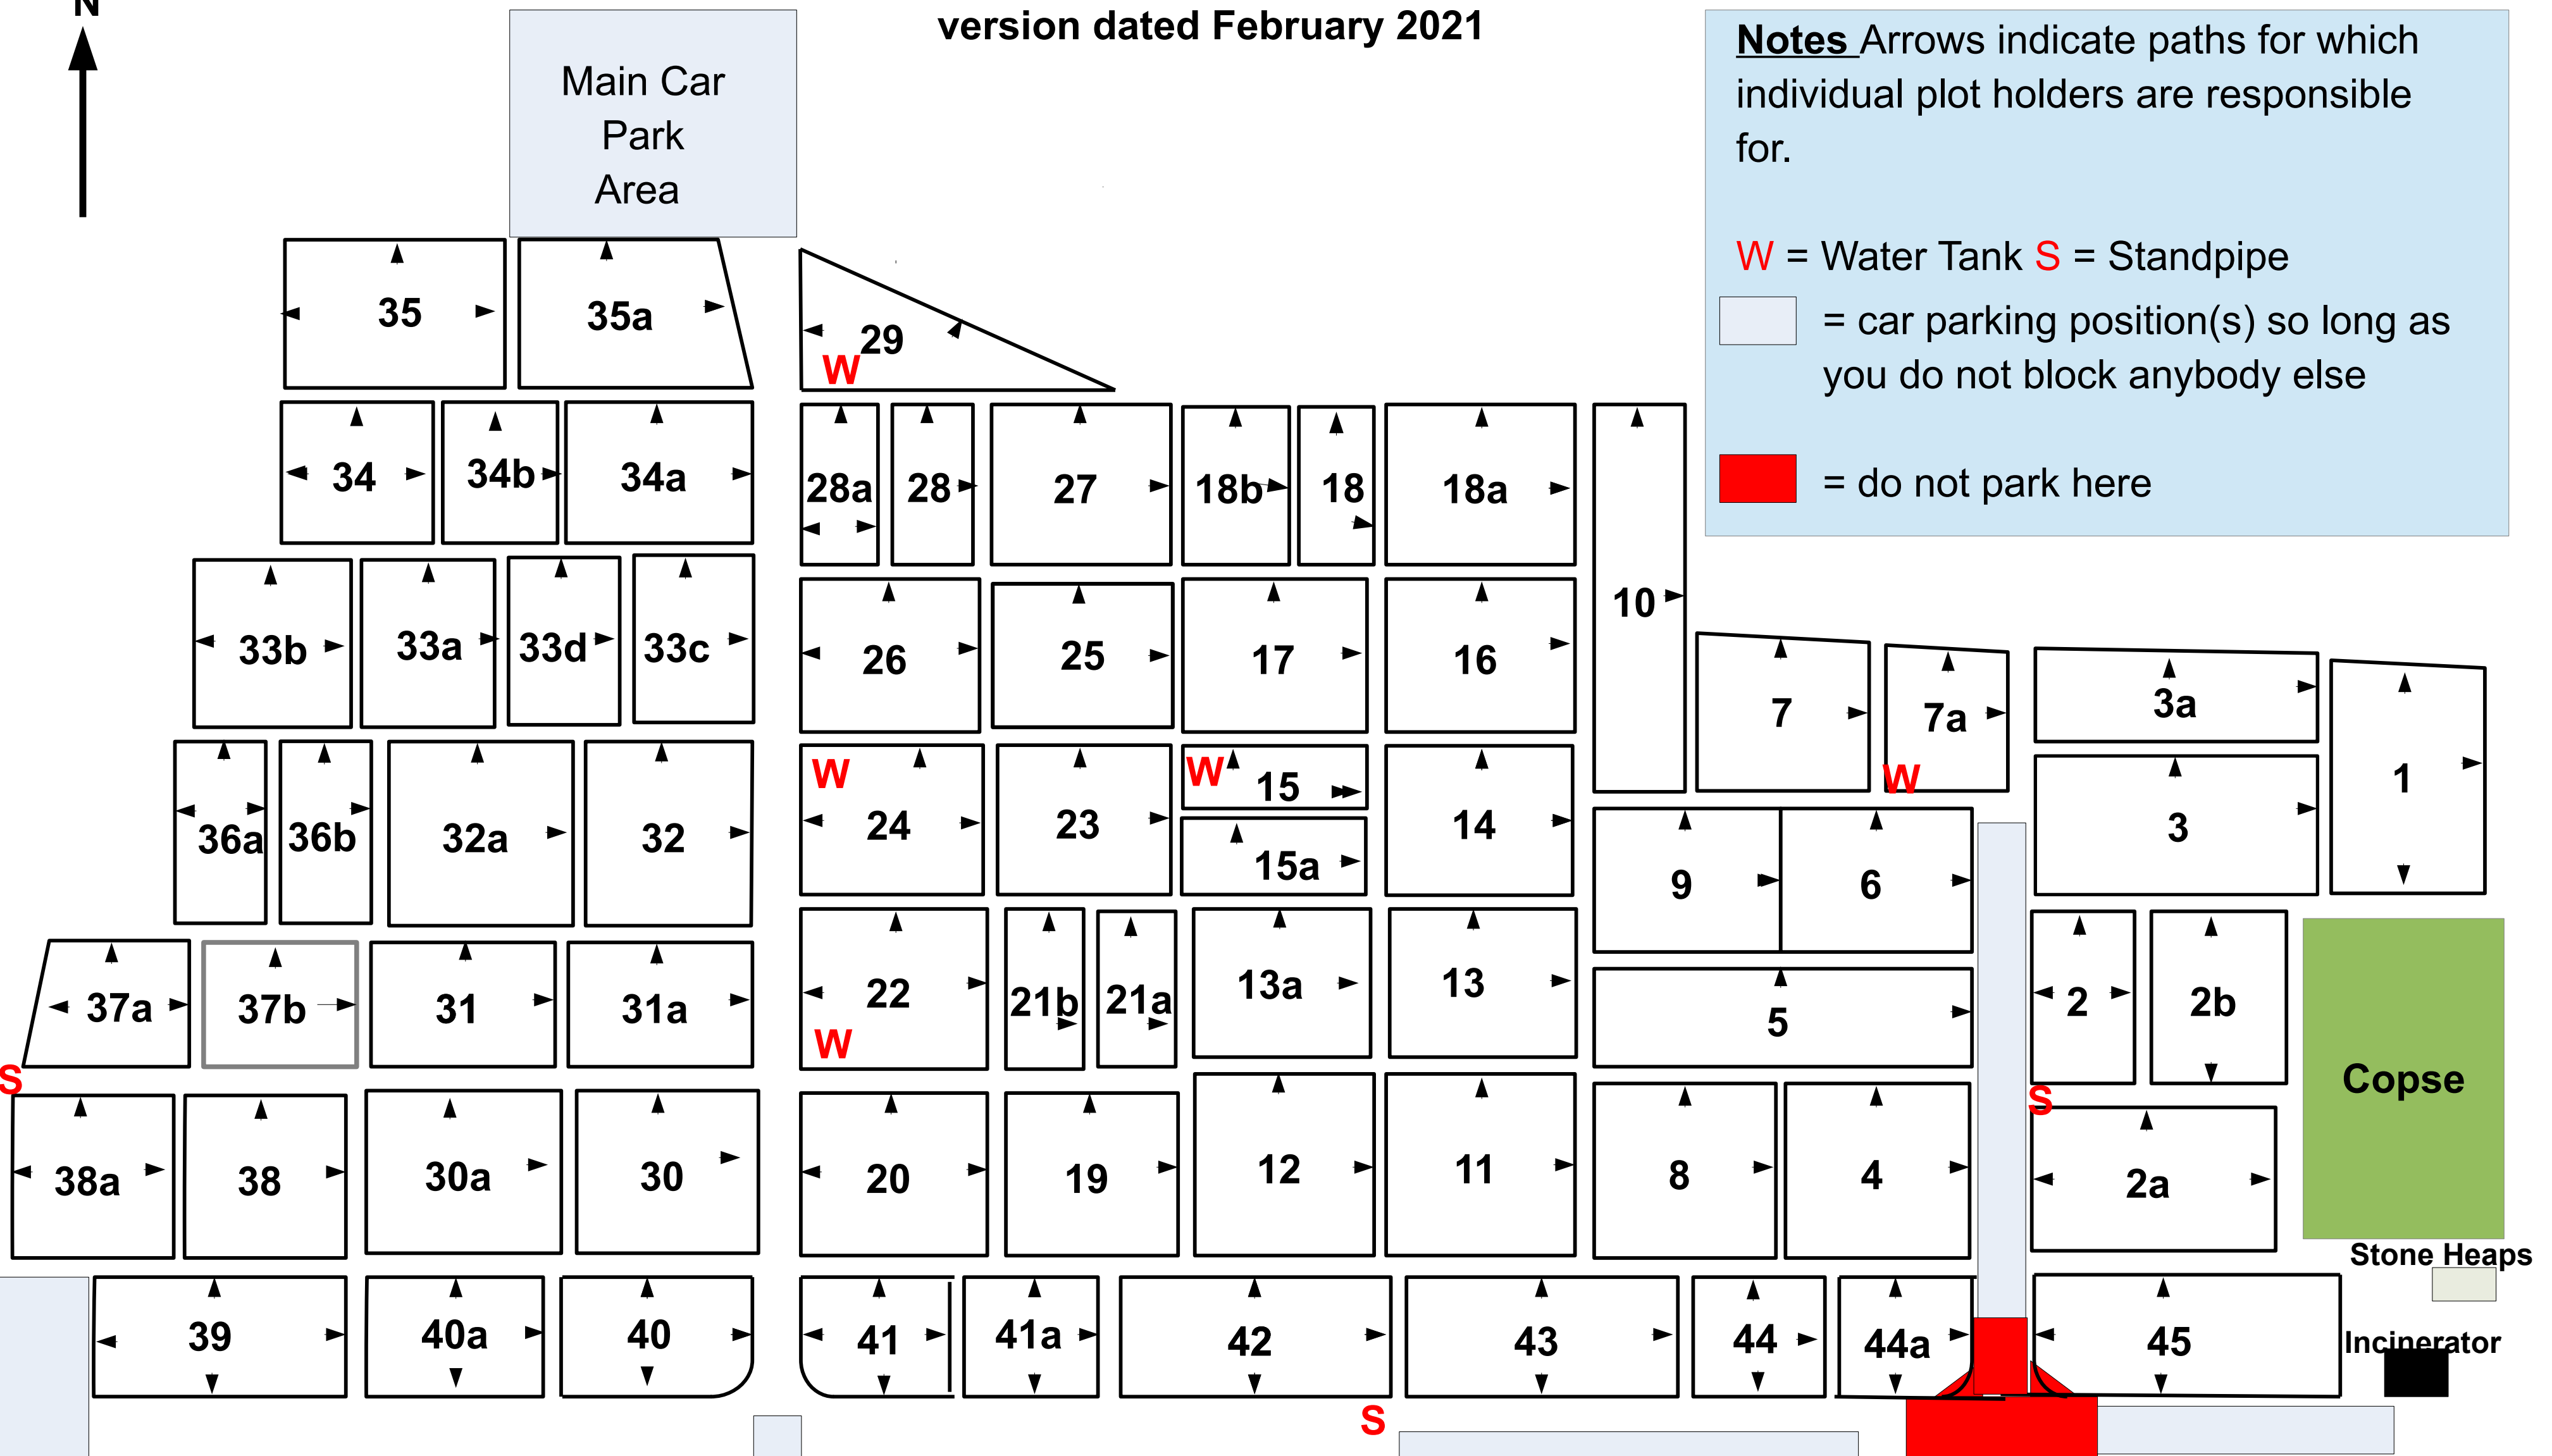 N
version dated February 2021
Main Car
Park
Area
Notes Arrows indicate paths for which
individual plot holders are responsible
for.
W = Water Tank S = Standpipe
= car parking position(s) so long as
you do not block anybody else
= do not park here
35
35a
29
W
34
34b
34a
28a
28
27
18b
18
18a
10
33b
33a
33d
33c
26
25
17
16
7
7a
W
3a
1
36a
36b
32a
32
W
24
23
W
15
15a
14
9
6
3
37a
37b
31
31a
22
W
21b
21a
13a
13
5
2
2b
Copse
S
38a
38
30a
30
20
19
12
11
8
4
S
2a
Stone Heaps
39
40a
40
41
41a
42
43
44
44a
45
Incinerator
S